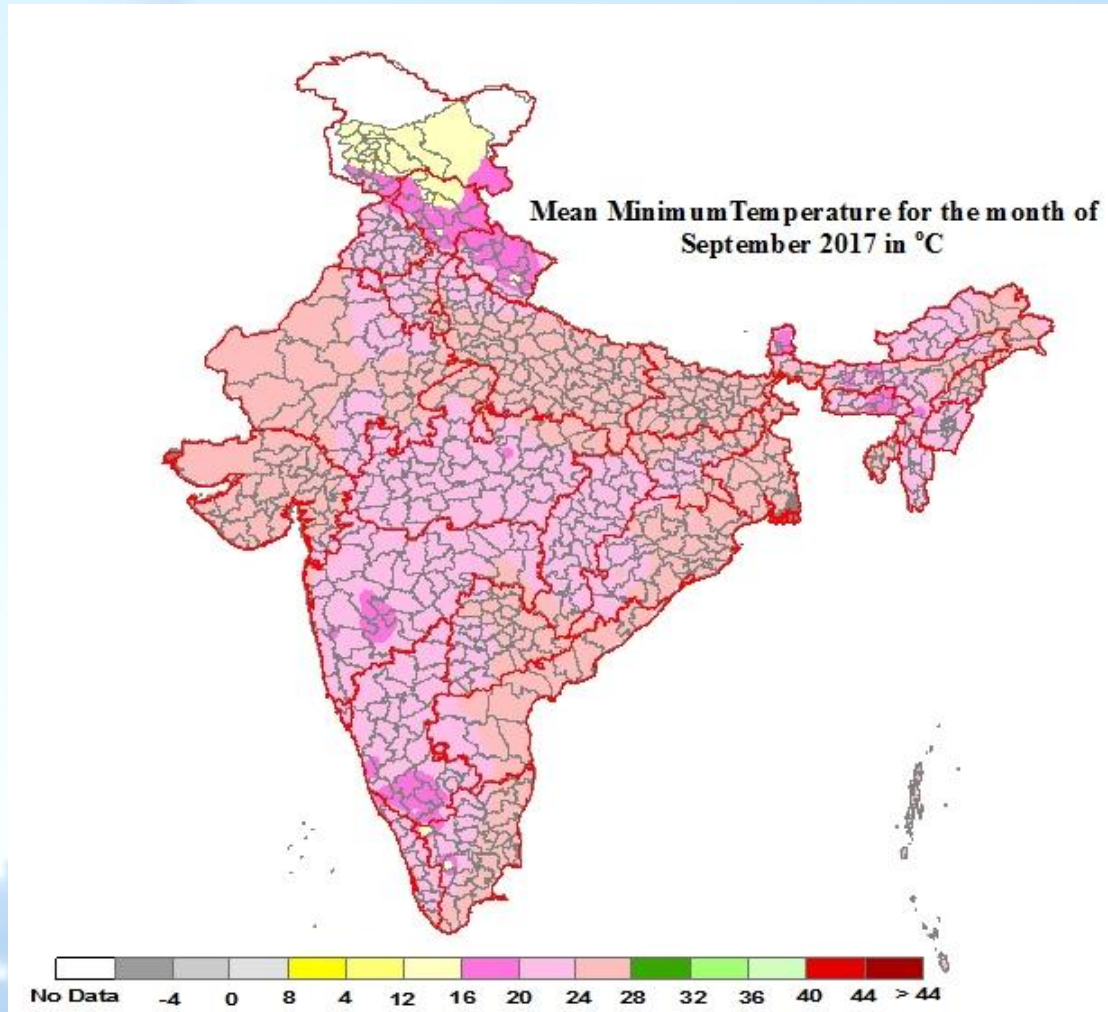 Mean MinimumTemperature for the month of
September 2017 in °C
No Data -4 0 8 4 12 16 20 24 28 32 36 40 44 > 44